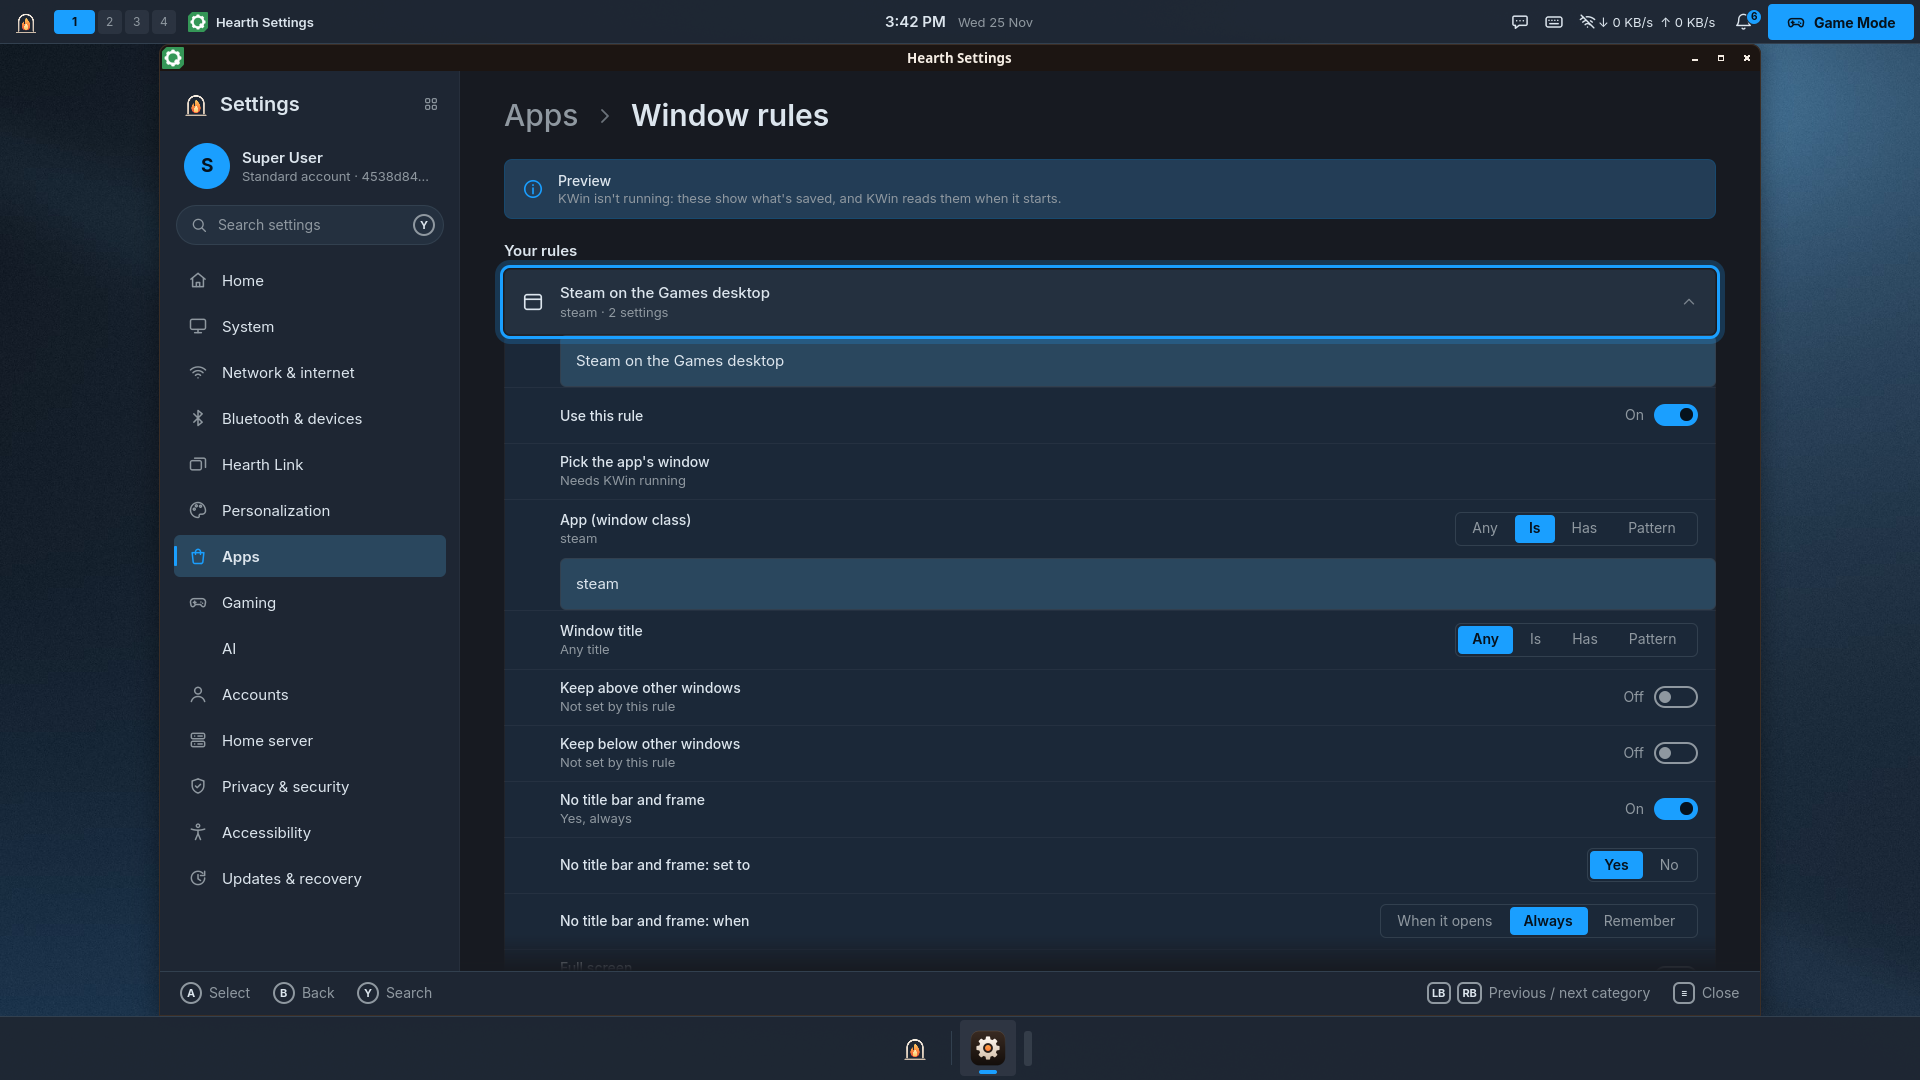 1
2
3
4
Hearth Settings
3:42 PM
Wed 25 Nov
↓ 0 KB/s ↑ 0 KB/s
6
Game Mode
Hearth Settings
Settings
S
Super User
Standard account · 4538d84...
Search settings
Y
Home
System
Network & internet
Bluetooth & devices
Hearth Link
Personalization
Apps
Gaming
AI
Accounts
Home server
Privacy & security
Accessibility
Updates & recovery
Apps > Window rules
Preview
KWin isn't running: these show what's saved, and KWin reads them when it starts.
Your rules
Steam on the Games desktop
steam · 2 settings
Steam on the Games desktop
Use this rule
On
Pick the app's window
Needs KWin running
App (window class)
steam
Any Is Has Pattern
steam
Window title
Any title
Any Is Has Pattern
Keep above other windows
Not set by this rule
Off
Keep below other windows
Not set by this rule
Off
No title bar and frame
Yes, always
On
No title bar and frame: set to
Yes No
No title bar and frame: when
When it opens Always Remember
Full screen
A Select B Back Y Search
LB RB Previous / next category
Close